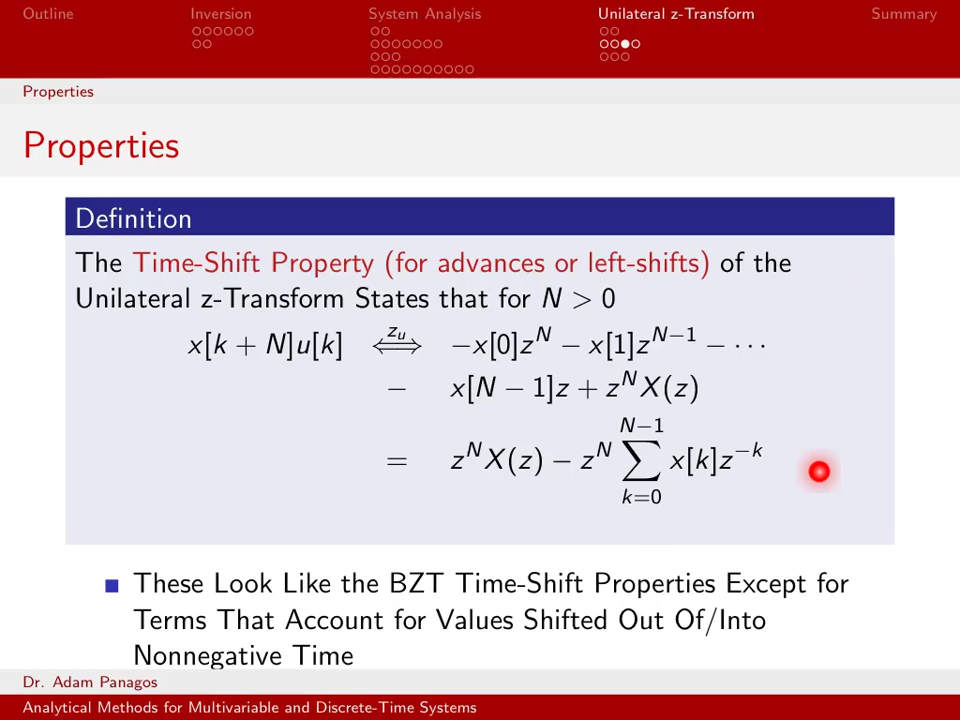 Outline Inversion System Analysis Unilateral z-Transform Summary
Properties
Properties
Definition
The Time-Shift Property (for advances or left-shifts) of the
Unilateral z-Transform States that for N > 0
x[k + N]u[k] ⟺^{z_u} −x[0]z^N − x[1]z^{N−1} − ⋯
− x[N − 1]z + z^N X(z)
= z^N X(z) − z^N ∑_{k=0}^{N−1} x[k]z^{−k}
These Look Like the BZT Time-Shift Properties Except for
Terms That Account for Values Shifted Out Of/Into
Nonnegative Time
Dr. Adam Panagos
Analytical Methods for Multivariable and Discrete-Time Systems